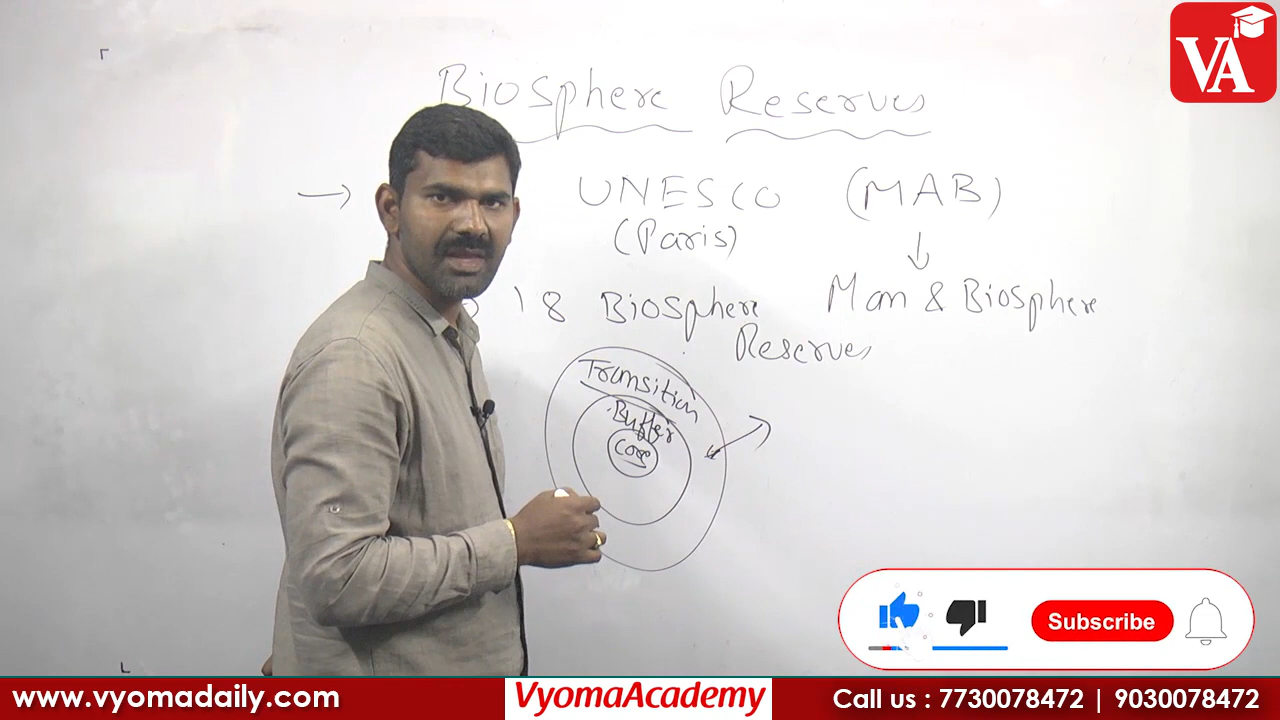 VA
Biosphere Reserves
UNESCO (MAB)
(Paris)
Man & Biosphere
18 Biosphere
Reserves
Transition
Buffer
Core
Subscribe
www.vyomadaily.com
VyomaAcademy
Call us : 7730078472 | 9030078472